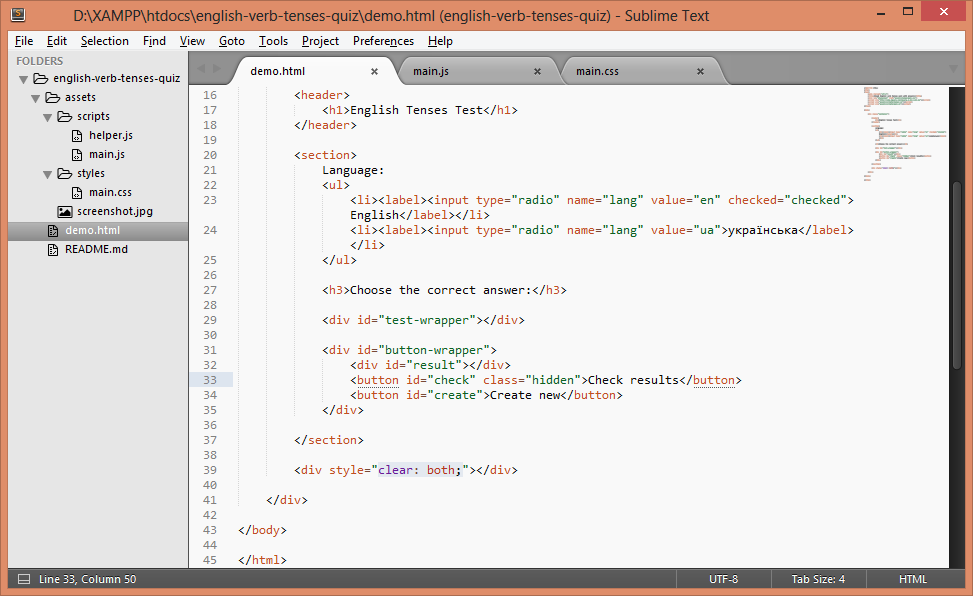 D:\XAMPP\htdocs\english-verb-tenses-quiz\demo.html (english-verb-tenses-quiz) - Sublime Text
File Edit Selection Find View Goto Tools Project Preferences Help
FOLDERS
english-verb-tenses-quiz
assets
scripts
helper.js
main.js
styles
main.css
screenshot.jpg
demo.html
README.md
demo.html main.js main.css
16 <header>
17 <h1>English Tenses Test</h1>
18 </header>
19
20 <section>
21 Language:
22 <ul>
23 <li><label><input type="radio" name="lang" value="en" checked="checked">
English</label></li>
24 <li><label><input type="radio" name="lang" value="ua">українська</label>
</li>
25 </ul>
26
27 <h3>Choose the correct answer:</h3>
28
29 <div id="test-wrapper"></div>
30
31 <div id="button-wrapper">
32 <div id="result"></div>
33 <button id="check" class="hidden">Check results</button>
34 <button id="create">Create new</button>
35 </div>
36
37 </section>
38
39 <div style="clear: both;"></div>
40
41 </div>
42
43 </body>
44
45 </html>
Line 33, Column 50 UTF-8 Tab Size: 4 HTML